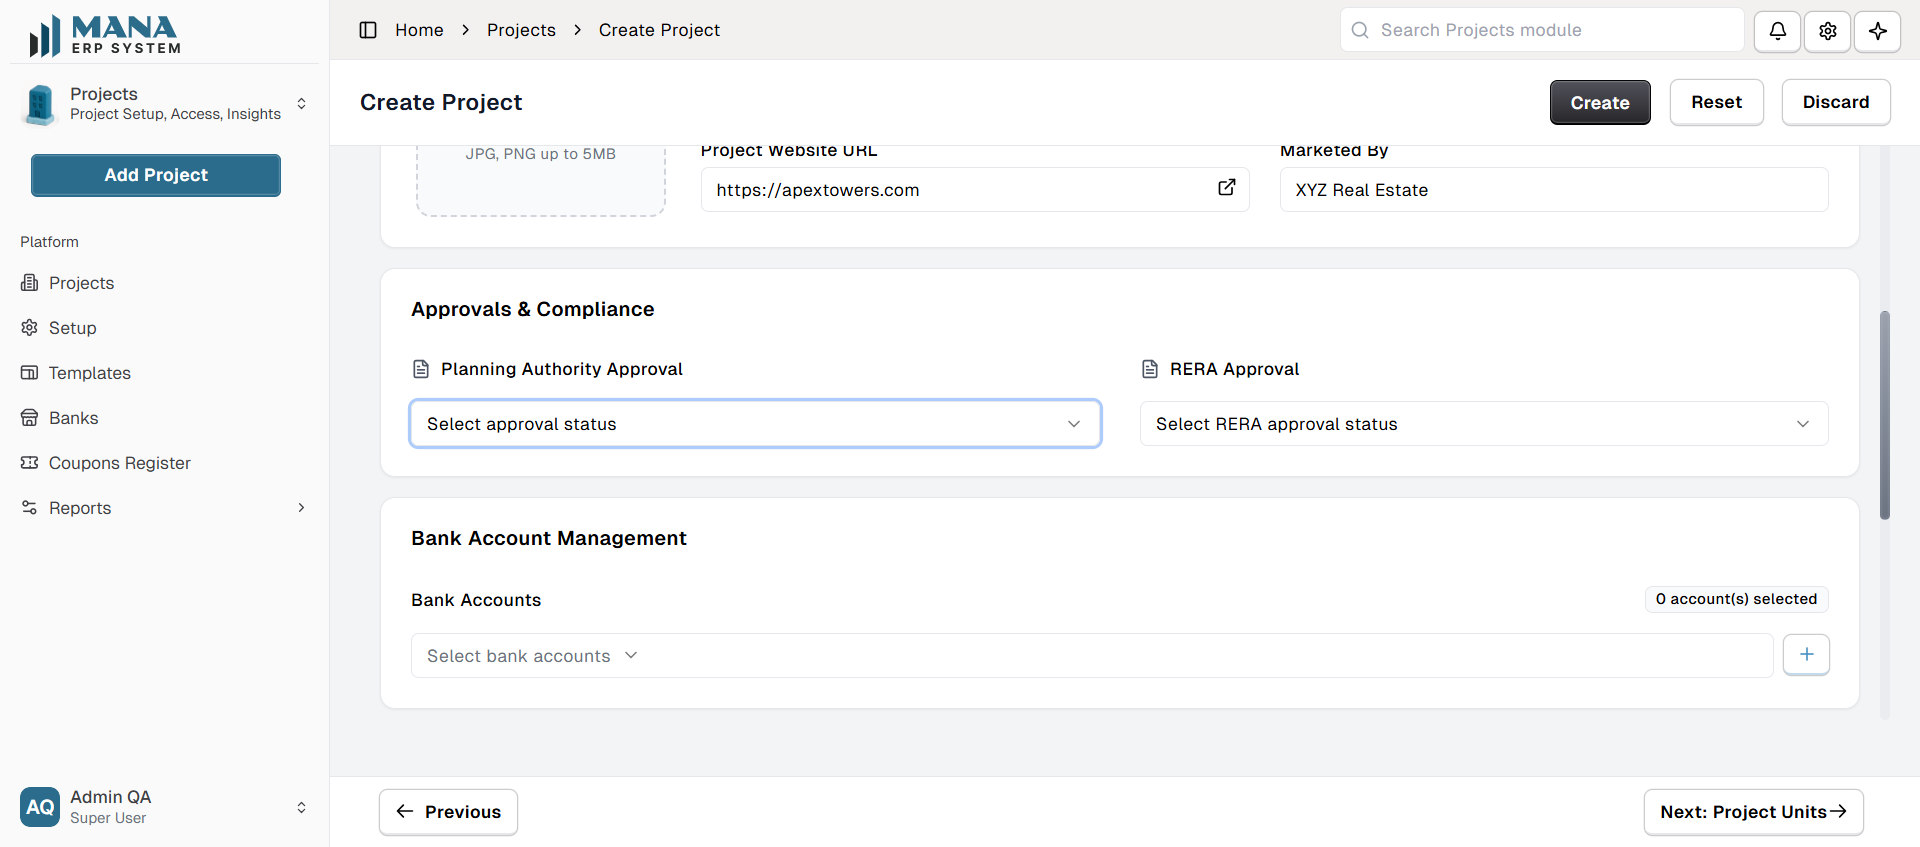 MANA
ERP SYSTEM
Projects
Project Setup, Access, Insights
Add Project
Platform
Projects
Setup
Templates
Banks
Coupons Register
Reports
AQ
Admin QA
Super User
Home
Projects
Create Project
Search Projects module
Create Project
Create
Reset
Discard
JPG, PNG up to 5MB
Project Website URL
Marketed By
https://apextowers.com
XYZ Real Estate
Approvals & Compliance
Planning Authority Approval
RERA Approval
Select approval status
Select RERA approval status
Bank Account Management
Bank Accounts
0 account(s) selected
Select bank accounts
Previous
Next: Project Units